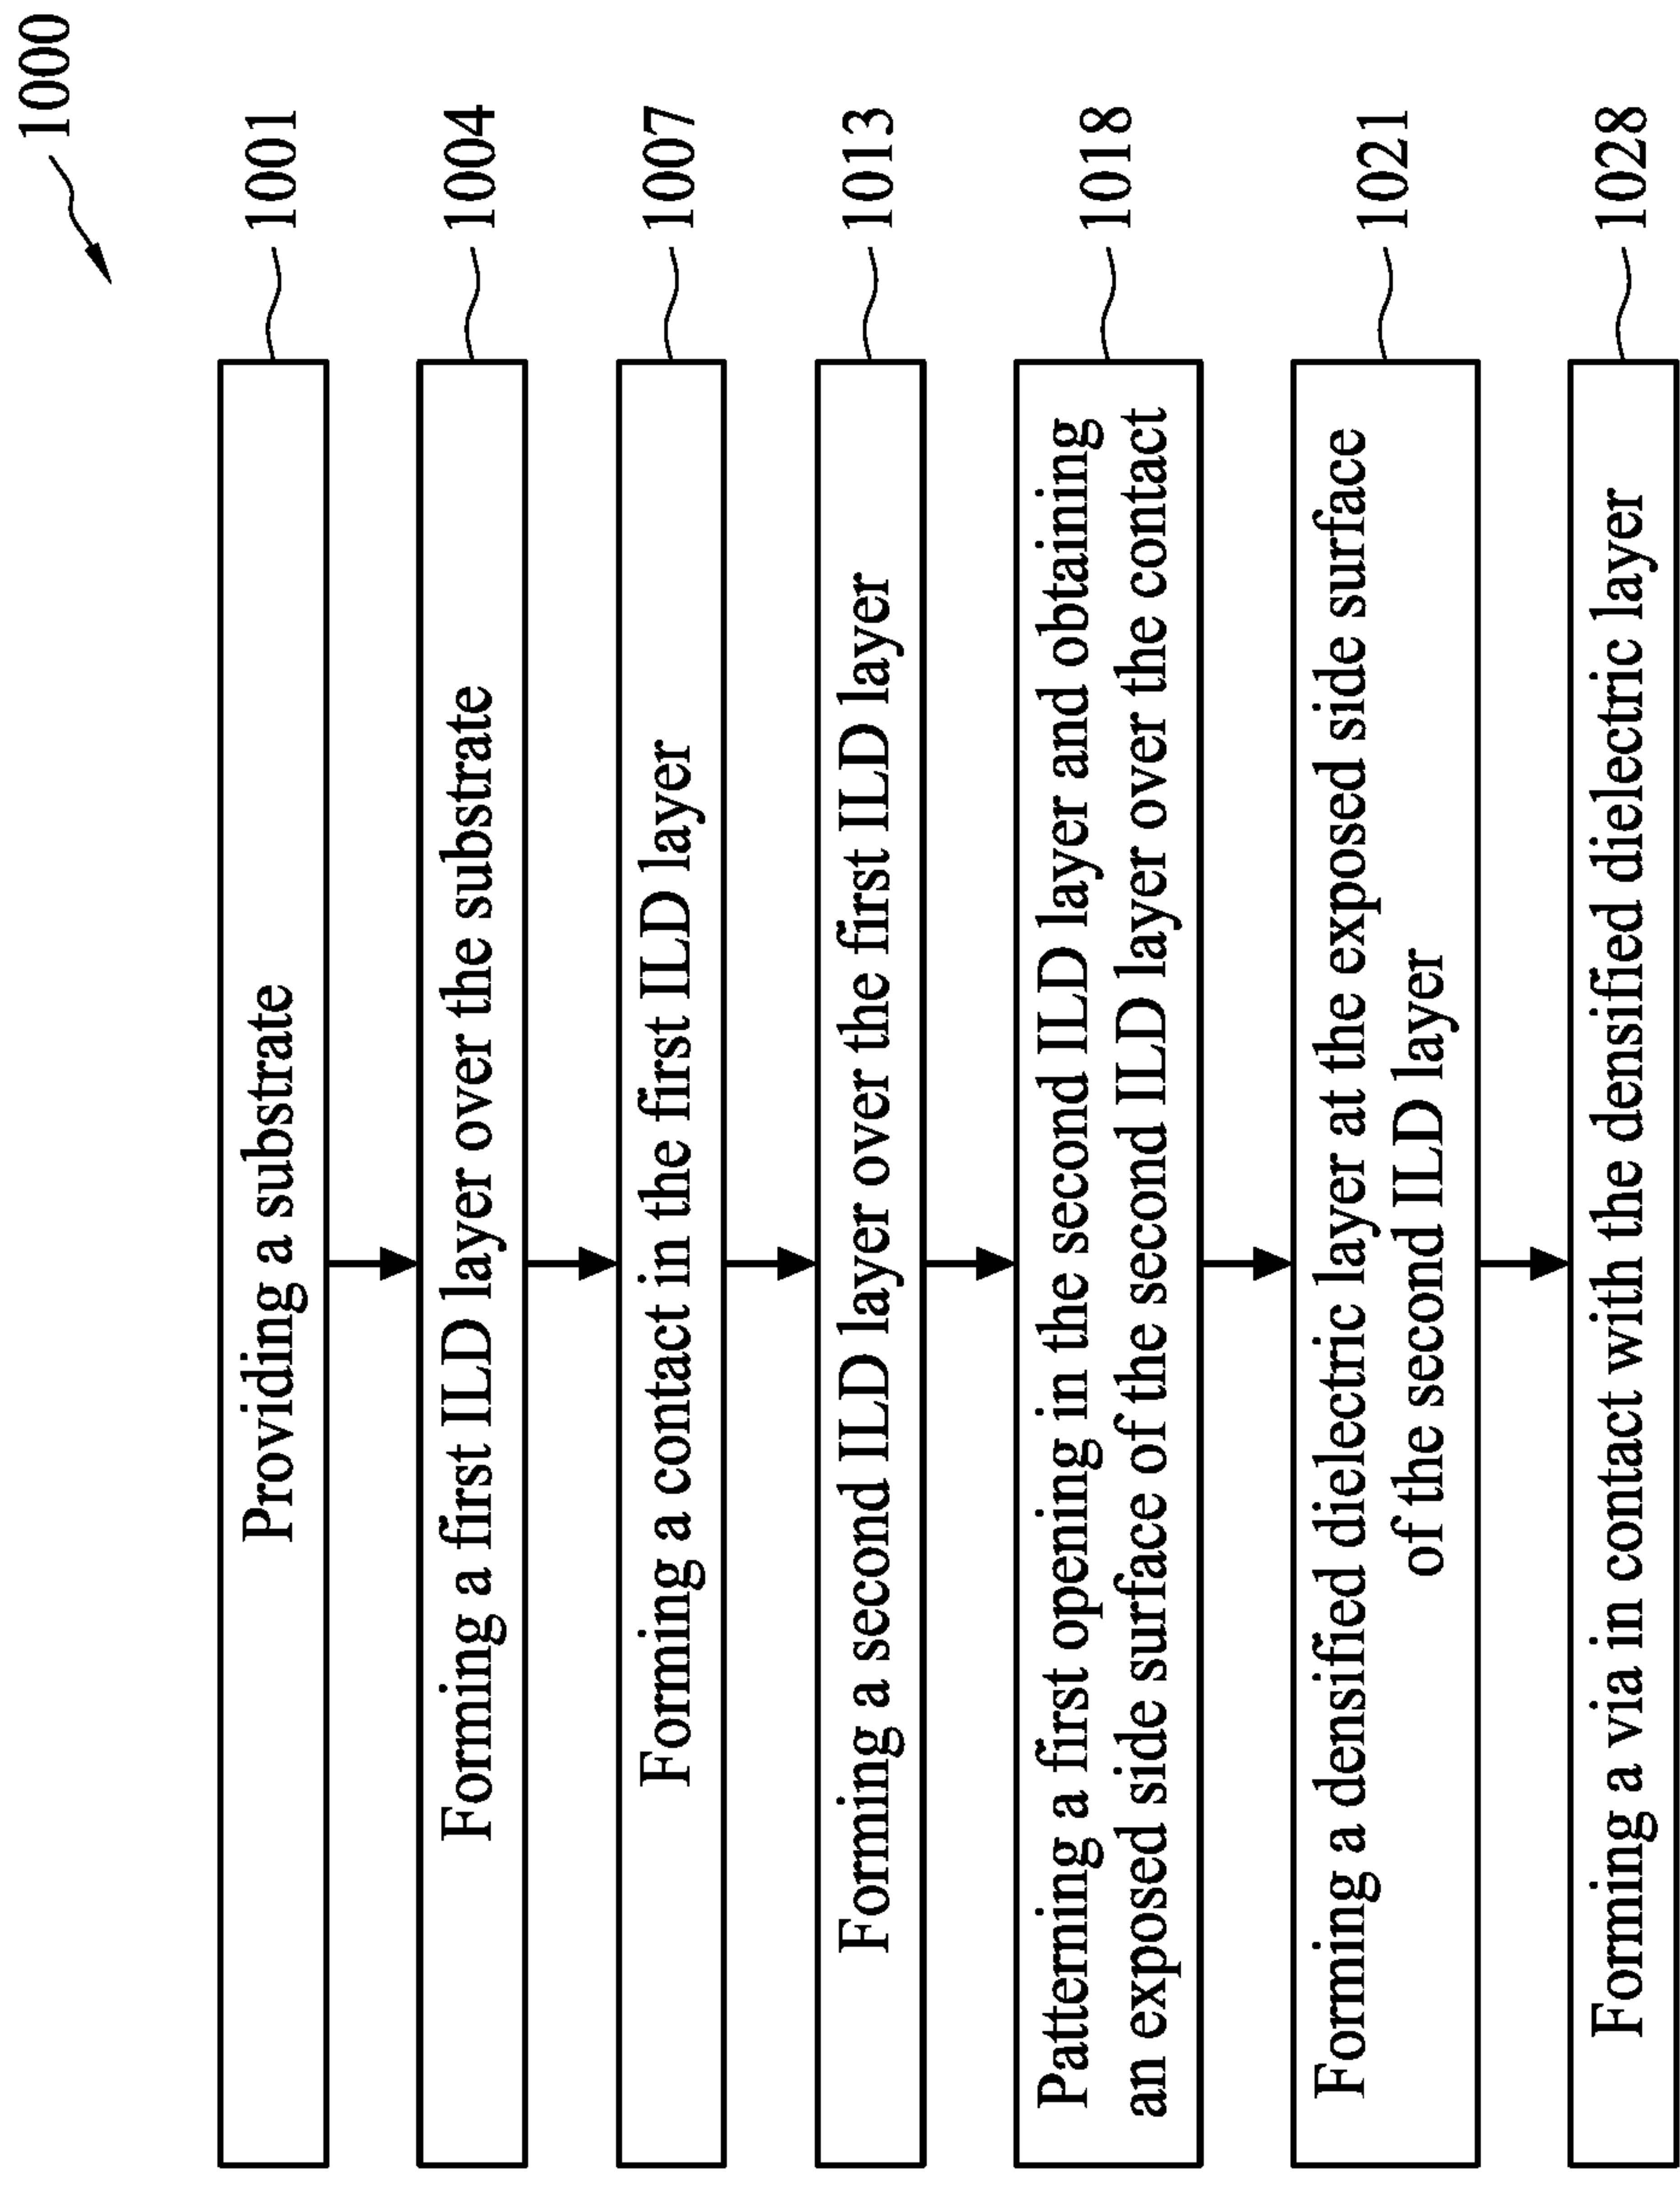 1000
Providing a substrate
1001
Forming a first ILD layer over the substrate
1004
Forming a contact in the first ILD layer
1007
Forming a second ILD layer over the first ILD layer
1013
Patterning a first opening in the second ILD layer and obtaining
an exposed side surface of the second ILD layer over the contact
1018
Forming a densified dielectric layer at the exposed side surface
of the second ILD layer
1021
Forming a via in contact with the densified dielectric layer
1028